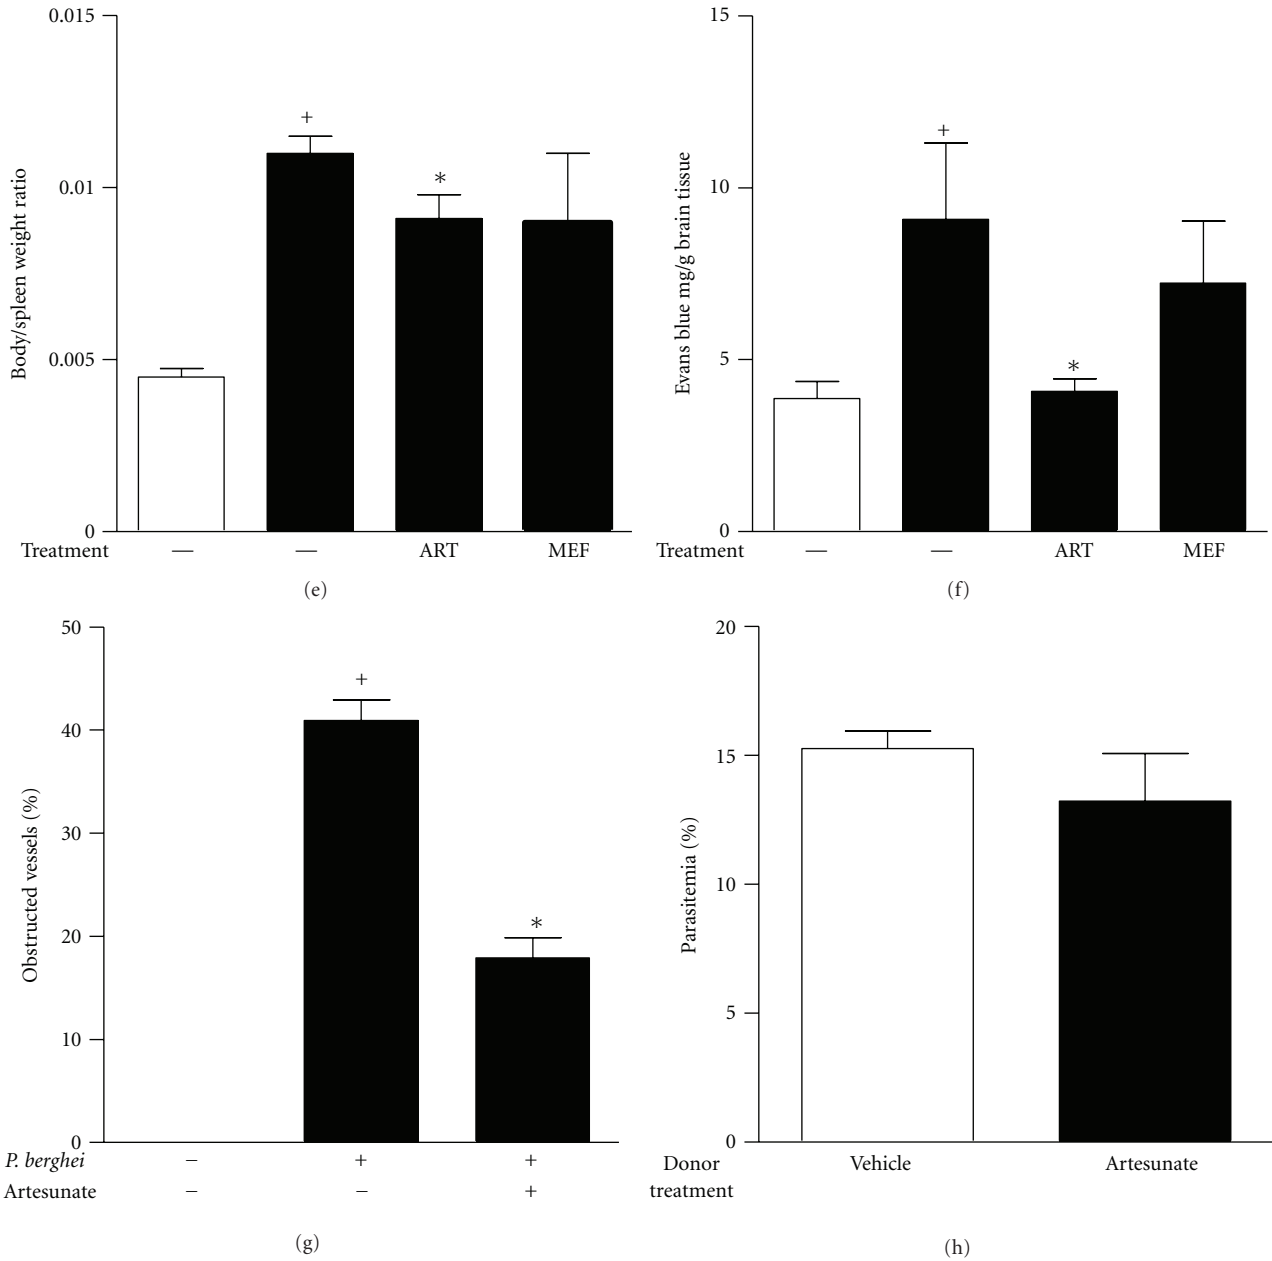 0.015
0.01
0.005
0
Body/spleen weight ratio
+
*
Treatment — — ART MEF
(e)
15
10
5
0
Evans blue mg/g brain tissue
+
*
Treatment — — ART MEF
(f)
50
40
30
20
10
0
Obstructed vessels (%)
+
*
P. berghei − + +
Artesunate − − +
(g)
20
15
10
5
0
Parasitemia (%)
Donor
treatment
Vehicle Artesunate
(h)